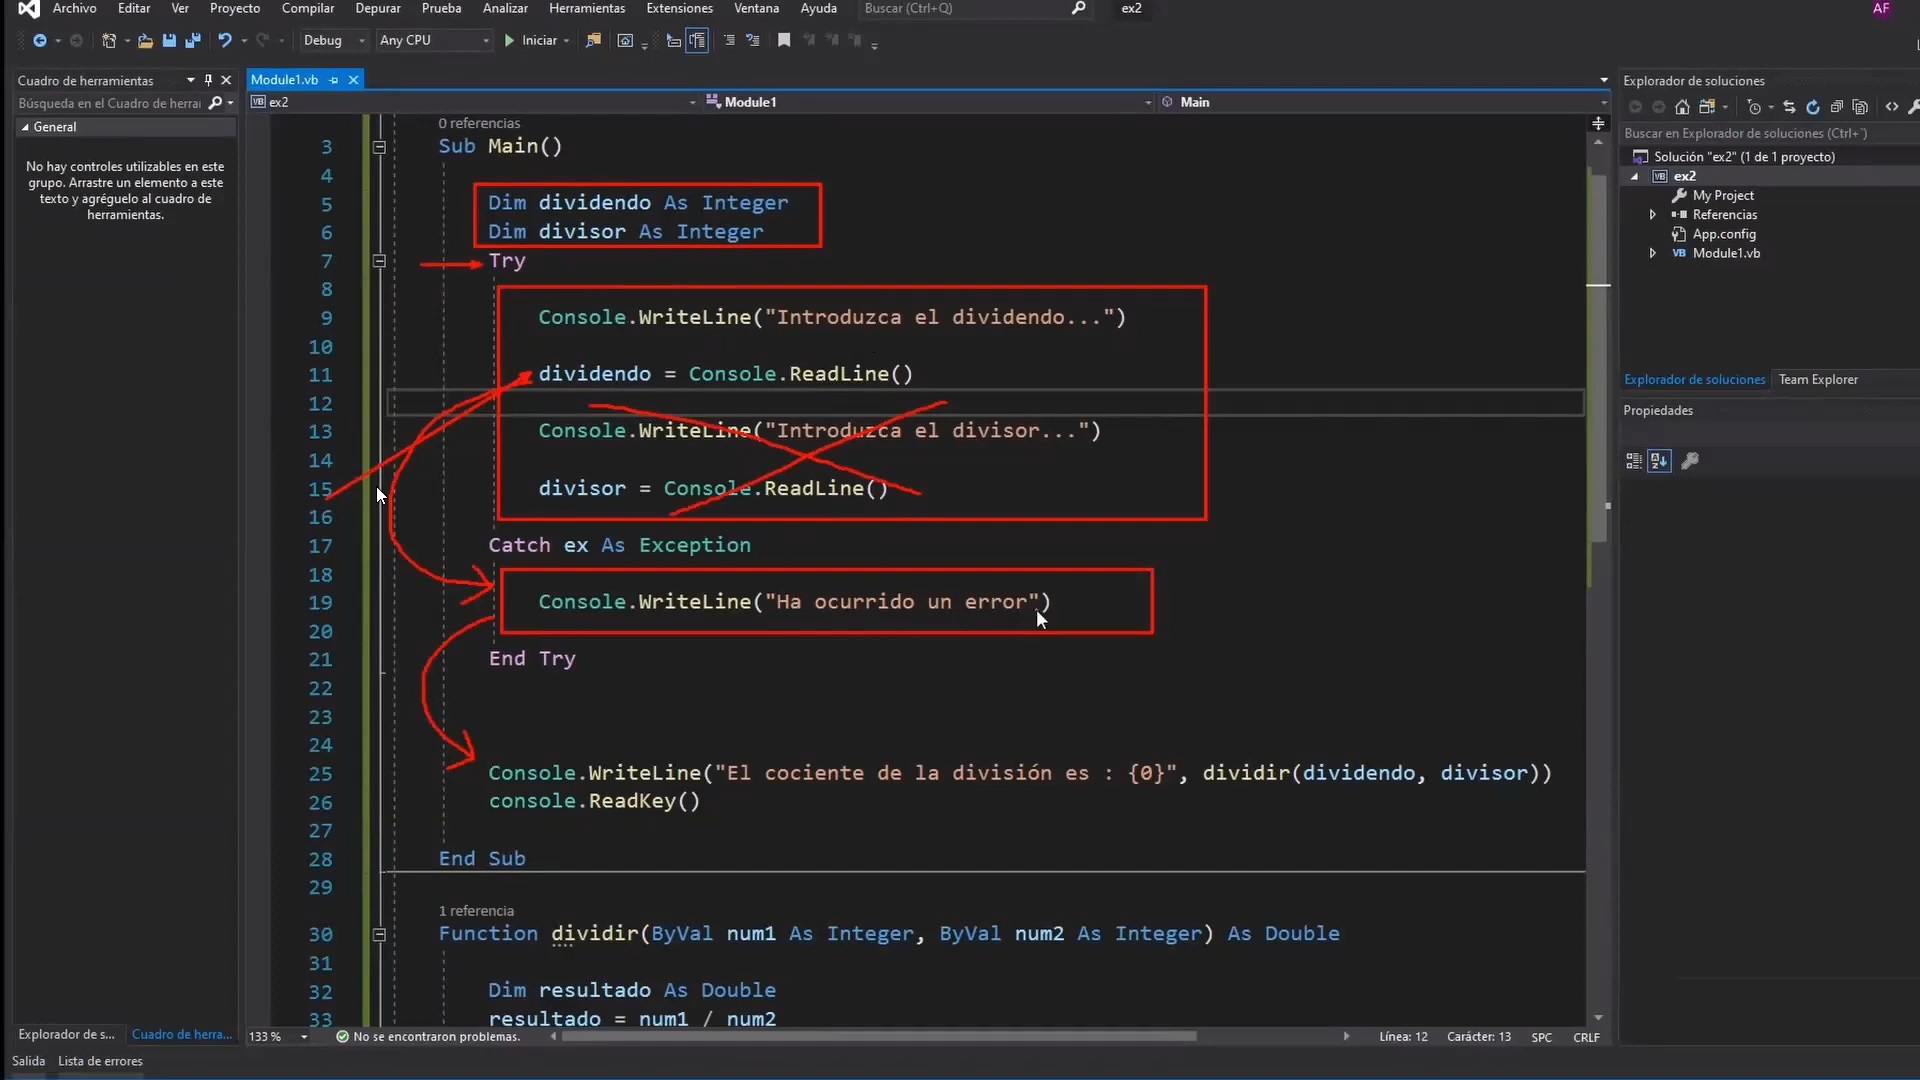 Archivo Editar Ver Proyecto Compilar Depurar Prueba Analizar Herramientas Extensiones Ventana Ayuda Buscar (Ctrl+Q) ex2 AF
Debug Any CPU Iniciar
Cuadro de herramientas
Búsqueda en el Cuadro de herrai
General
No hay controles utilizables en este
grupo. Arrastre un elemento a este
texto y agréguelo al cuadro de
herramientas.
Module1.vb
VB ex2 Module1 Main
0 referencias
3 Sub Main()
4
5 Dim dividendo As Integer
6 Dim divisor As Integer
7 Try
8
9 Console.WriteLine("Introduzca el dividendo...")
10
11 dividendo = Console.ReadLine()
12
13 Console.WriteLine("Introduzca el divisor...")
14
15 divisor = Console.ReadLine()
16
17 Catch ex As Exception
18
19 Console.WriteLine("Ha ocurrido un error")
20
21 End Try
22
23
24
25 Console.WriteLine("El cociente de la división es : {0}", dividir(dividendo, divisor))
26 console.ReadKey()
27
28 End Sub
29
1 referencia
30 Function dividir(ByVal num1 As Integer, ByVal num2 As Integer) As Double
31
32 Dim resultado As Double
33 resultado = num1 / num2
133 % No se encontraron problemas. Línea: 12 Carácter: 13 SPC CRLF
Explorador de s... Cuadro de herra...
Salida Lista de errores
Explorador de soluciones
Buscar en Explorador de soluciones (Ctrl+`)
Solución "ex2" (1 de 1 proyecto)
VB ex2
My Project
Referencias
App.config
VB Module1.vb
Explorador de soluciones Team Explorer
Propiedades